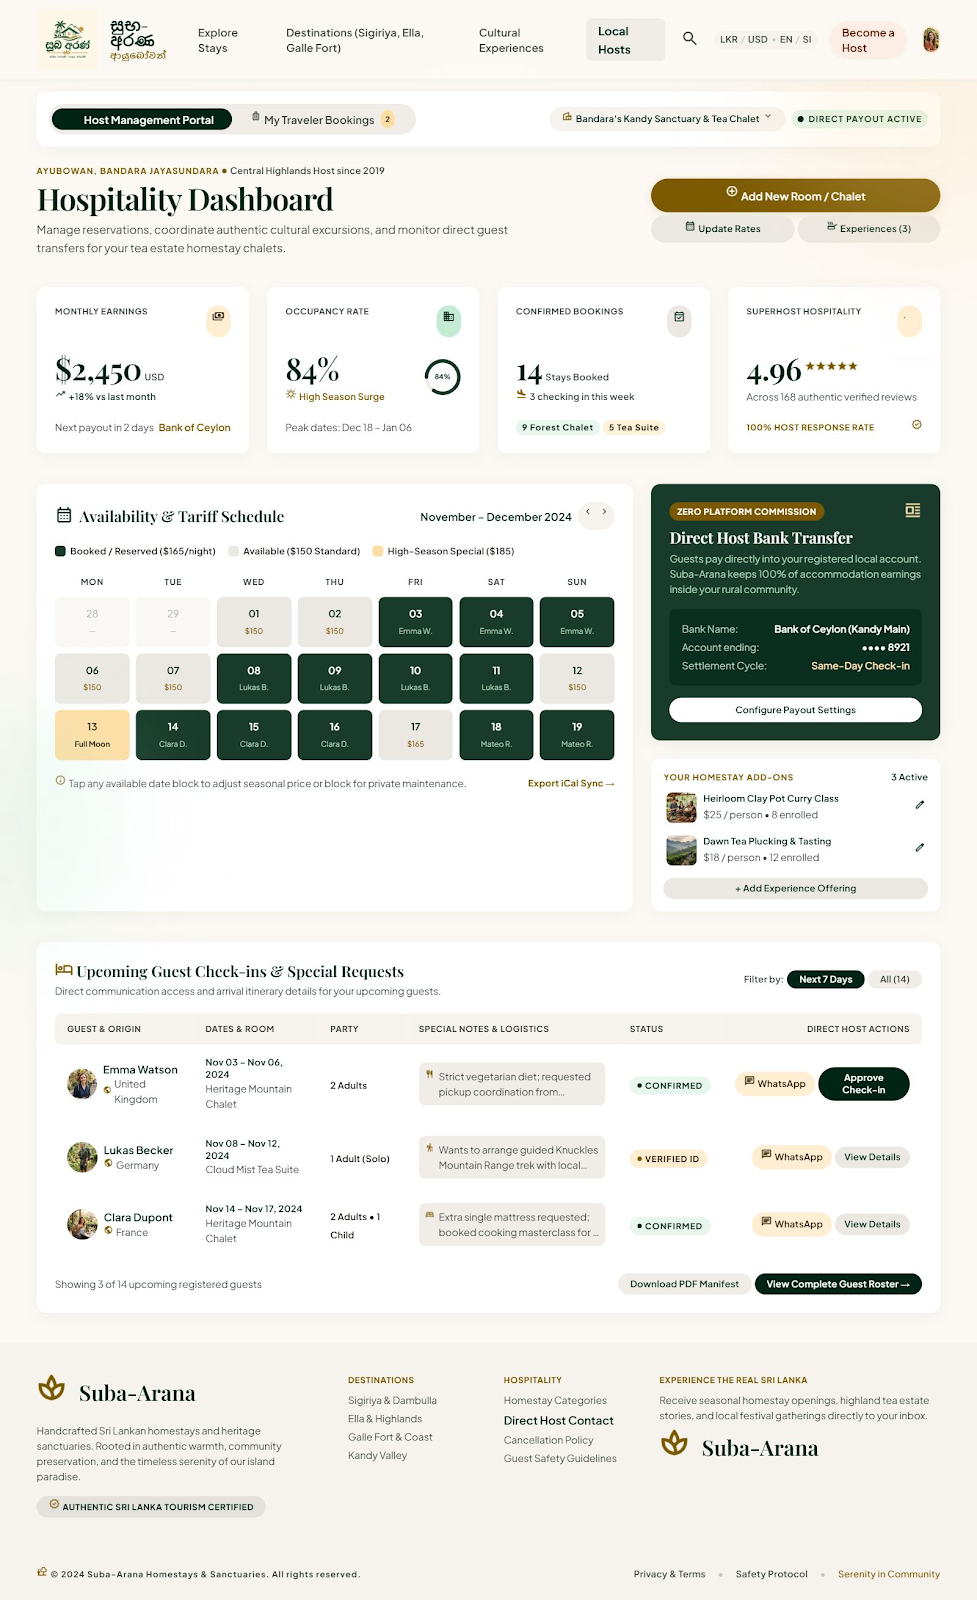 සුබ අරණ
සුභ-
අරණ
ආයුබෝවන්
Explore
Stays
Destinations (Sigiriya, Ella,
Galle Fort)
Cultural
Experiences
Local
Hosts
LKR / USD • EN / SI
Become a
Host
Host Management Portal
My Traveler Bookings 2
Bandara's Kandy Sanctuary & Tea Chalet
● DIRECT PAYOUT ACTIVE
AYUBOWAN, BANDARA JAYASUNDARA ● Central Highlands Host since 2019
Hospitality Dashboard
Manage reservations, coordinate authentic cultural excursions, and monitor direct guest
transfers for your tea estate homestay chalets.
Add New Room / Chalet
Update Rates
Experiences (3)
MONTHLY EARNINGS
$2,450 USD
+18% vs last month
Next payout in 2 days Bank of Ceylon
OCCUPANCY RATE
84%
84%
High Season Surge
Peak dates: Dec 18 – Jan 06
CONFIRMED BOOKINGS
14 Stays Booked
3 checking in this week
9 Forest Chalet 5 Tea Suite
SUPERHOST HOSPITALITY
4.96 ★★★★★
Across 168 authentic verified reviews
100% HOST RESPONSE RATE
Availability & Tariff Schedule
November – December 2024
Booked / Reserved ($165/night) Available ($150 Standard) High-Season Special ($185)
MON TUE WED THU FRI SAT SUN
28 29 01 02 03 04 05
— — $150 $150 Emma W. Emma W. Emma W.
06 07 08 09 10 11 12
$150 $150 Lukas B. Lukas B. Lukas B. Lukas B. $150
13 14 15 16 17 18 19
Full Moon Clara D. Clara D. Clara D. $165 Mateo R. Mateo R.
Tap any available date block to adjust seasonal price or block for private maintenance.
Export iCal Sync →
ZERO PLATFORM COMMISSION
Direct Host Bank Transfer
Guests pay directly into your registered local account.
Suba-Arana keeps 100% of accommodation earnings
inside your rural community.
Bank Name: Bank of Ceylon (Kandy Main)
Account ending: •••• 8921
Settlement Cycle: Same-Day Check-in
Configure Payout Settings
YOUR HOMESTAY ADD-ONS 3 Active
Heirloom Clay Pot Curry Class
$25 / person • 8 enrolled
Dawn Tea Plucking & Tasting
$18 / person • 12 enrolled
+ Add Experience Offering
Upcoming Guest Check-ins & Special Requests
Direct communication access and arrival itinerary details for your upcoming guests.
Filter by: Next 7 Days All (14)
GUEST & ORIGIN DATES & ROOM PARTY SPECIAL NOTES & LOGISTICS STATUS DIRECT HOST ACTIONS
Emma Watson
United
Kingdom
Nov 03 – Nov 06,
2024
Heritage Mountain
Chalet
2 Adults
Strict vegetarian diet; requested
pickup coordination from...
● CONFIRMED
WhatsApp
Approve
Check-in
Lukas Becker
Germany
Nov 08 – Nov 12,
2024
Cloud Mist Tea Suite
1 Adult (Solo)
Wants to arrange guided Knuckles
Mountain Range trek with local...
● VERIFIED ID
WhatsApp
View Details
Clara Dupont
France
Nov 14 – Nov 17, 2024
Heritage Mountain
Chalet
2 Adults • 1
Child
Extra single mattress requested;
booked cooking masterclass for ...
● CONFIRMED
WhatsApp
View Details
Showing 3 of 14 upcoming registered guests
Download PDF Manifest
View Complete Guest Roster →
Suba-Arana
Handcrafted Sri Lankan homestays and heritage
sanctuaries. Rooted in authentic warmth, community
preservation, and the timeless serenity of our island
paradise.
AUTHENTIC SRI LANKA TOURISM CERTIFIED
DESTINATIONS
Sigiriya & Dambulla
Ella & Highlands
Galle Fort & Coast
Kandy Valley
HOSPITALITY
Homestay Categories
Direct Host Contact
Cancellation Policy
Guest Safety Guidelines
EXPERIENCE THE REAL SRI LANKA
Receive seasonal homestay openings, highland tea estate
stories, and local festival gatherings directly to your inbox.
Suba-Arana
© 2024 Suba-Arana Homestays & Sanctuaries. All rights reserved.
Privacy & Terms • Safety Protocol • Serenity in Community